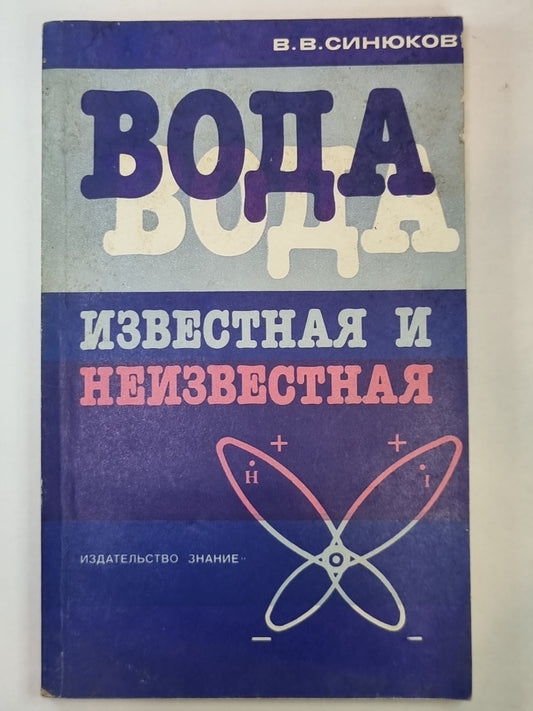 В.В.СИНЮКОВ
ВОДА
ВОДА
ИЗВЕСТНАЯ И
НЕИЗВЕСТНАЯ
+ +
H i
ИЗДАТЕЛЬСТВО ЗНАНИЕ"
- -